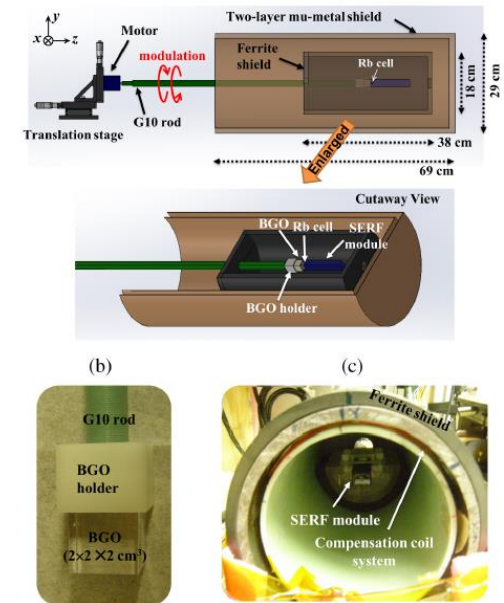 y
x
z
Motor
modulation
G10 rod
Translation stage
Two-layer mu-metal shield
Ferrite
shield
Rb cell
18 cm
29 cm
38 cm
69 cm
Enlarged
Cutaway View
BGO
Rb cell
SERF
module
BGO holder
(b)
(c)
G10 rod
BGO
holder
BGO
(2×2 ×2 cm³)
Ferrite shield
SERF module
Compensation coil
system